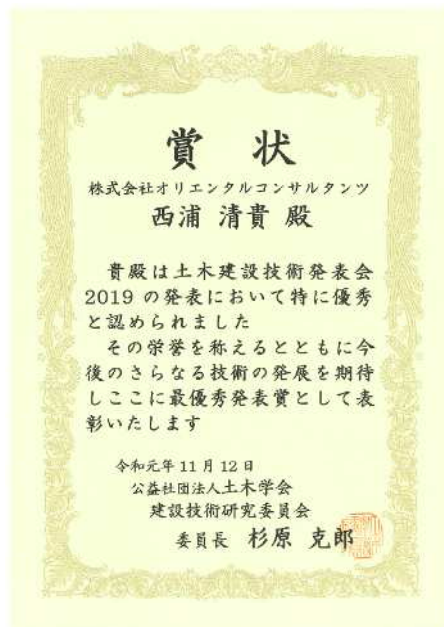 賞状
株式会社オリエンタルコンサルタンツ
西浦 清貴 殿
貴殿は土木建設技術発表会
2019 の発表において特に優秀
と認められました
その栄誉を称えるとともに今
後のさらなる技術の発展を期待
しここに最優秀発表賞として表
彰いたします
令和元年 11 月 12 日
公益社団法人土木学会
建設技術研究委員会
委員長 杉原 克郎